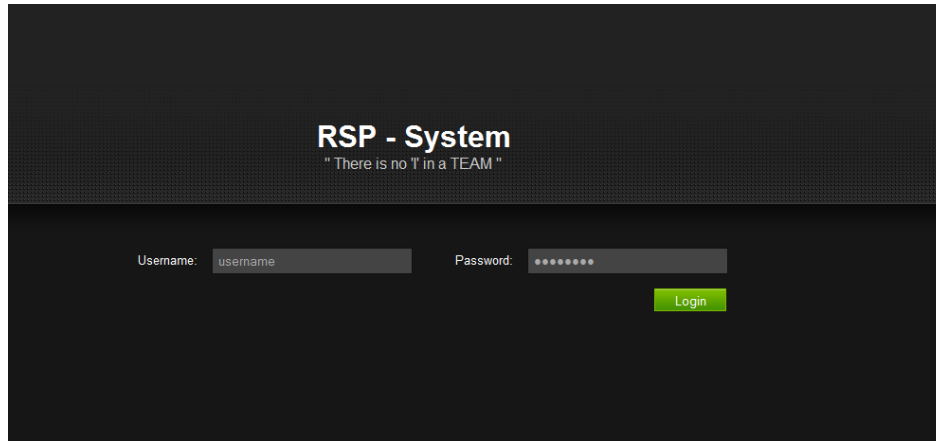 RSP - System
" There is no 'I' in a TEAM "
Username: username Password: ●●●●●●●●
Login